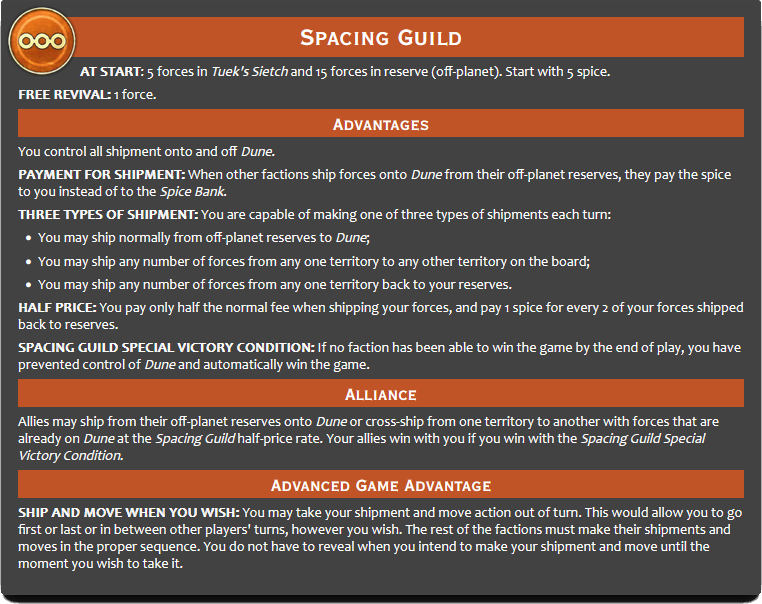 SPACING GUILD
AT START: 5 forces in Tuek's Sietch and 15 forces in reserve (off-planet). Start with 5 spice.
FREE REVIVAL: 1 force.
ADVANTAGES
You control all shipment onto and off Dune.
PAYMENT FOR SHIPMENT: When other factions ship forces onto Dune from their off-planet reserves, they pay the spice
to you instead of to the Spice Bank.
THREE TYPES OF SHIPMENT: You are capable of making one of three types of shipments each turn:
• You may ship normally from off-planet reserves to Dune;
• You may ship any number of forces from any one territory to any other territory on the board;
• You may ship any number of forces from any one territory back to your reserves.
HALF PRICE: You pay only half the normal fee when shipping your forces, and pay 1 spice for every 2 of your forces shipped
back to reserves.
SPACING GUILD SPECIAL VICTORY CONDITION: If no faction has been able to win the game by the end of play, you have
prevented control of Dune and automatically win the game.
ALLIANCE
Allies may ship from their off-planet reserves onto Dune or cross-ship from one territory to another with forces that are
already on Dune at the Spacing Guild half-price rate. Your allies win with you if you win with the Spacing Guild Special
Victory Condition.
ADVANCED GAME ADVANTAGE
SHIP AND MOVE WHEN YOU WISH: You may take your shipment and move action out of turn. This would allow you to go
first or last or in between other players' turns, however you wish. The rest of the factions must make their shipments and
moves in the proper sequence. You do not have to reveal when you intend to make your shipment and move until the
moment you wish to take it.